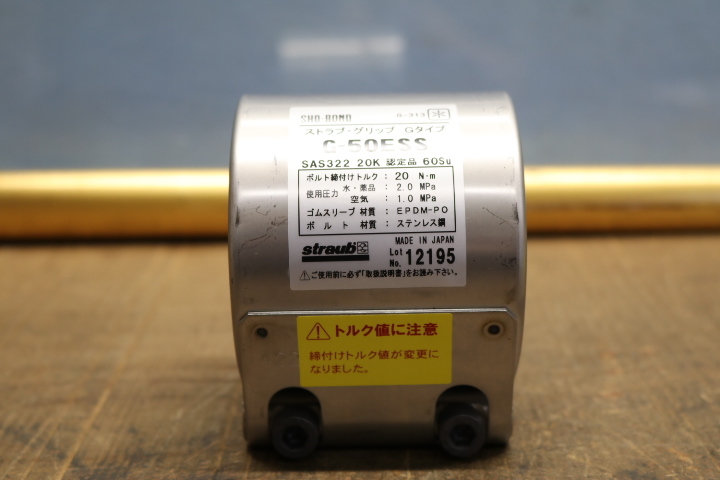 SHO-BOND
G-313
ストラブ・グリップ Gタイプ
G-50ESS
SAS322 20K 認定品 60Su
ボルト締付けトルク : 20 N·m
使用圧力 水・薬品 : 2.0 MPa
空気 : 1.0 MPa
ゴムスリーブ材質 : EPDM-PO
ボルト 材質 : ステンレス鋼
straub
MADE IN JAPAN
Lot No. 12195
⚠ご使用前に必ず「取扱説明書」をお読み下さい。
⚠トルク値に注意
締付けトルク値が変更に
なりました。